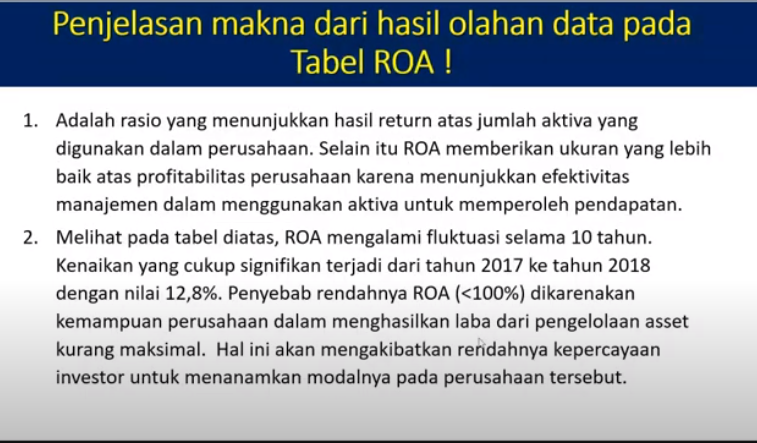 Penjelasan makna dari hasil olahan data pada
Tabel ROA !
1. Adalah rasio yang menunjukkan hasil return atas jumlah aktiva yang
digunakan dalam perusahaan. Selain itu ROA memberikan ukuran yang lebih
baik atas profitabilitas perusahaan karena menunjukkan efektivitas
manajemen dalam menggunakan aktiva untuk memperoleh pendapatan.
2. Melihat pada tabel diatas, ROA mengalami fluktuasi selama 10 tahun.
Kenaikan yang cukup signifikan terjadi dari tahun 2017 ke tahun 2018
dengan nilai 12,8%. Penyebab rendahnya ROA (<100%) dikarenakan
kemampuan perusahaan dalam menghasilkan laba dari pengelolaan asset
kurang maksimal. Hal ini akan mengakibatkan rendahnya kepercayaan
investor untuk menanamkan modalnya pada perusahaan tersebut.